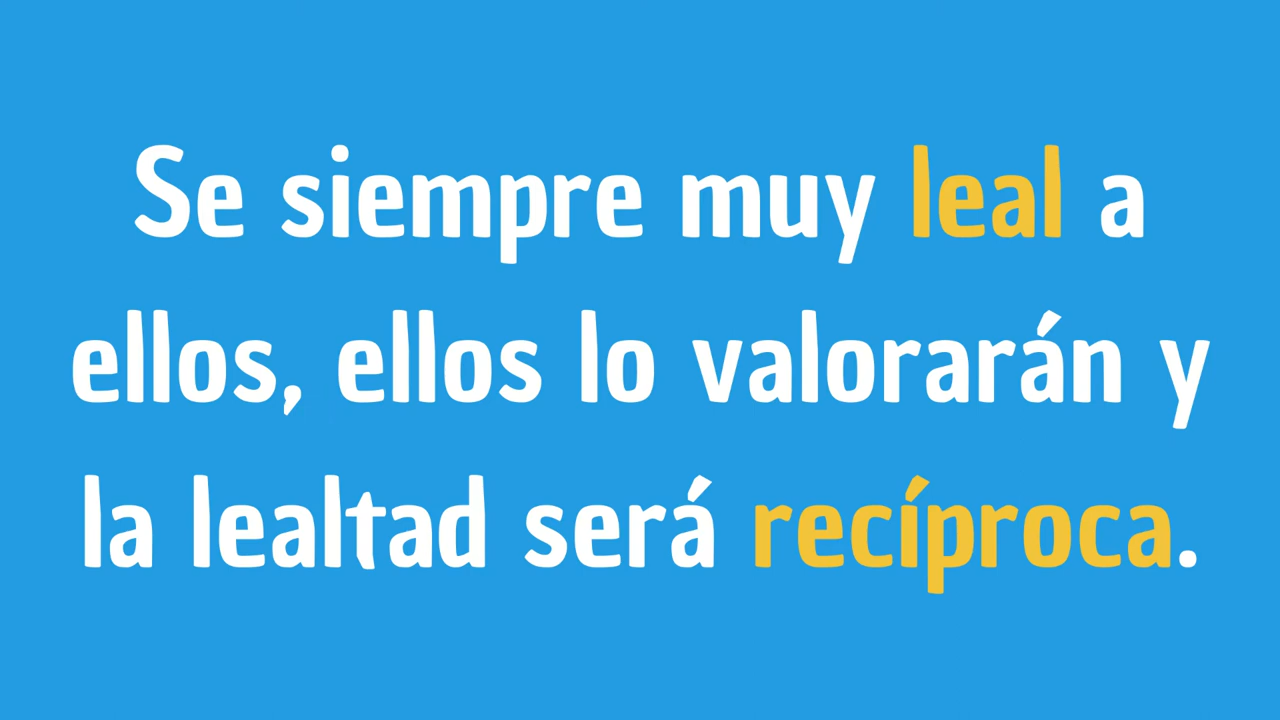 Se siempre muy leal a
ellos, ellos lo valorarán y
la lealtad será recíproca.